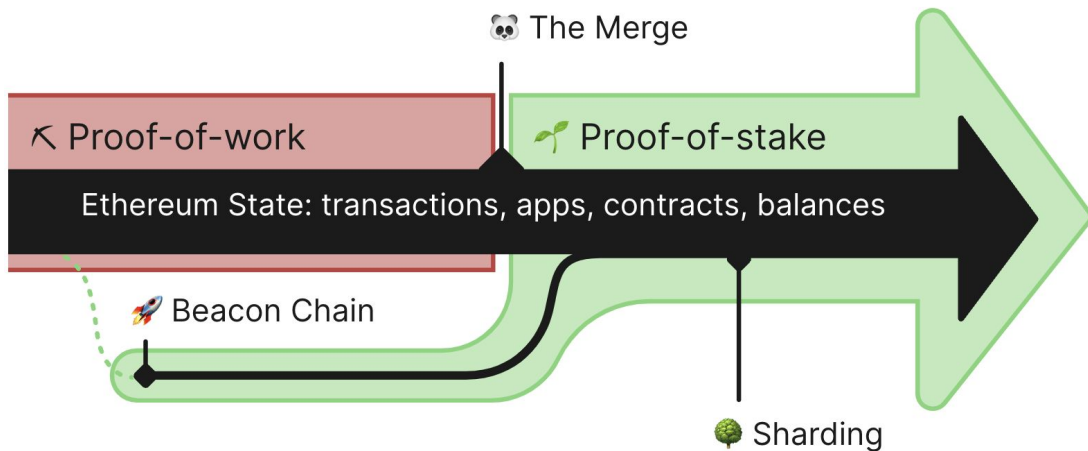 🐼 The Merge
⛏ Proof-of-work
🌱 Proof-of-stake
Ethereum State: transactions, apps, contracts, balances
🚀 Beacon Chain
🌳 Sharding